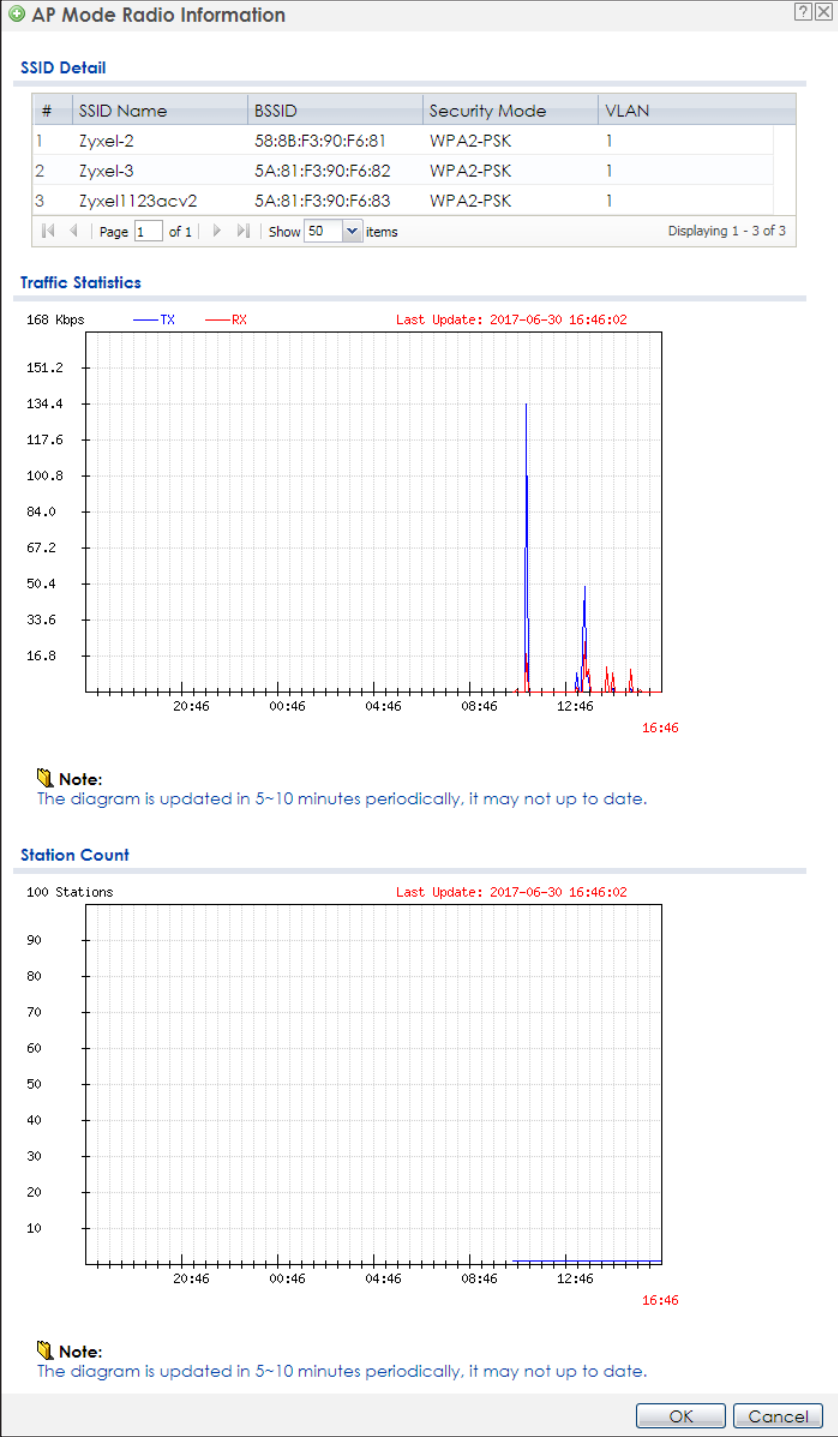 AP Mode Radio Information
SSID Detail
# SSID Name BSSID Security Mode VLAN
1 Zyxel-2 58:8B:F3:90:F6:81 WPA2-PSK 1
2 Zyxel-3 5A:81:F3:90:F6:82 WPA2-PSK 1
3 Zyxel1123acv2 5A:81:F3:90:F6:83 WPA2-PSK 1
Page 1 of 1 Show 50 items Displaying 1 - 3 of 3
Traffic Statistics
168 Kbps TX RX Last Update: 2017-06-30 16:46:02
151.2
134.4
117.6
100.8
84.0
67.2
50.4
33.6
16.8
20:46 00:46 04:46 08:46 12:46
16:46
Note:
The diagram is updated in 5~10 minutes periodically, it may not up to date.
Station Count
100 Stations Last Update: 2017-06-30 16:46:02
90
80
70
60
50
40
30
20
10
20:46 00:46 04:46 08:46 12:46
16:46
Note:
The diagram is updated in 5~10 minutes periodically, it may not up to date.
OK Cancel